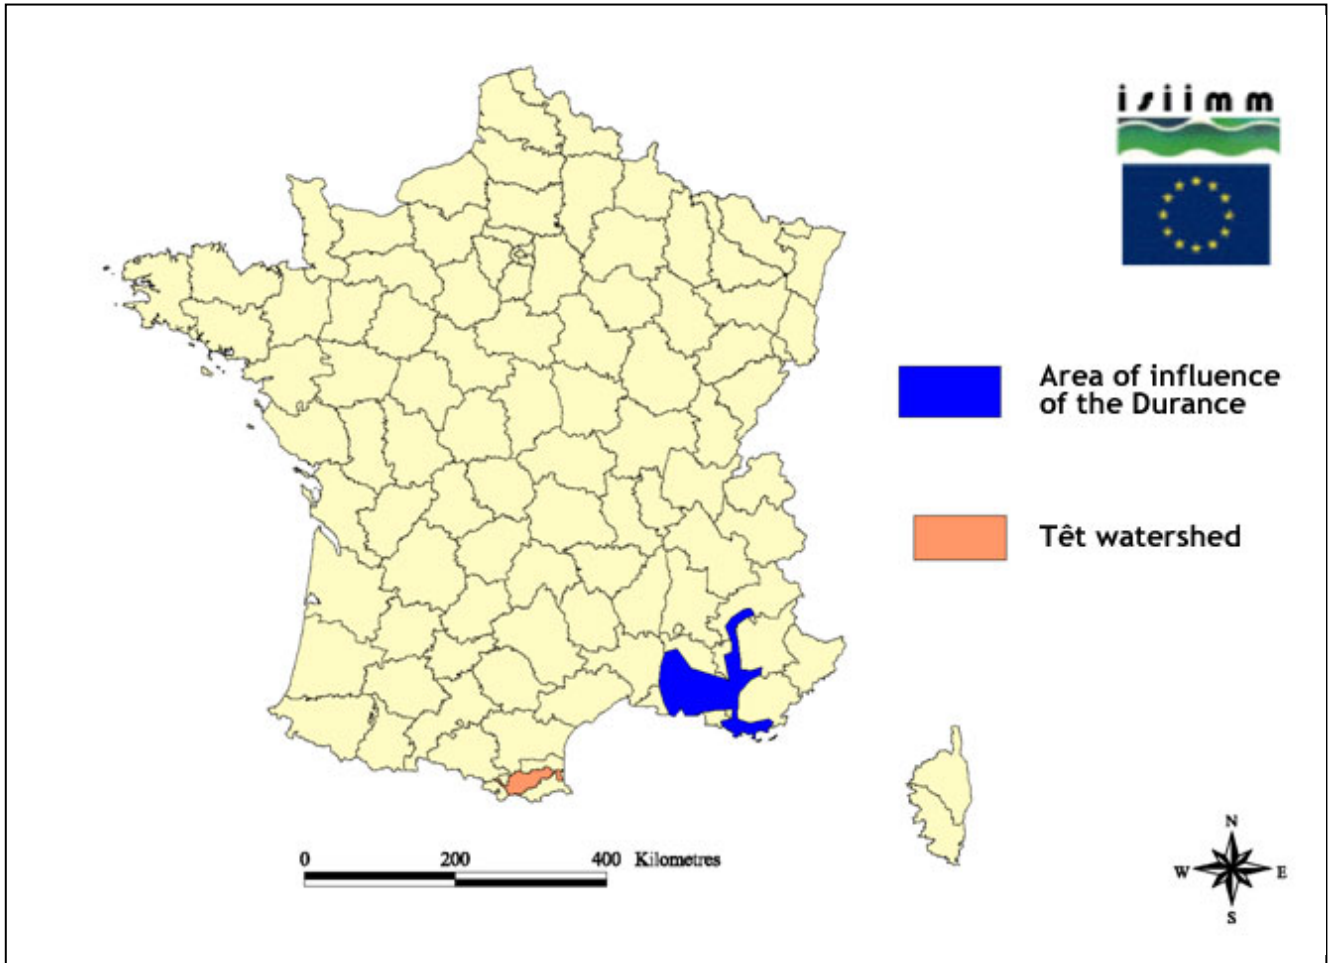 isiimm
Area of influence
of the Durance
Têt watershed
0 200 400 Kilometres
N
W E
S